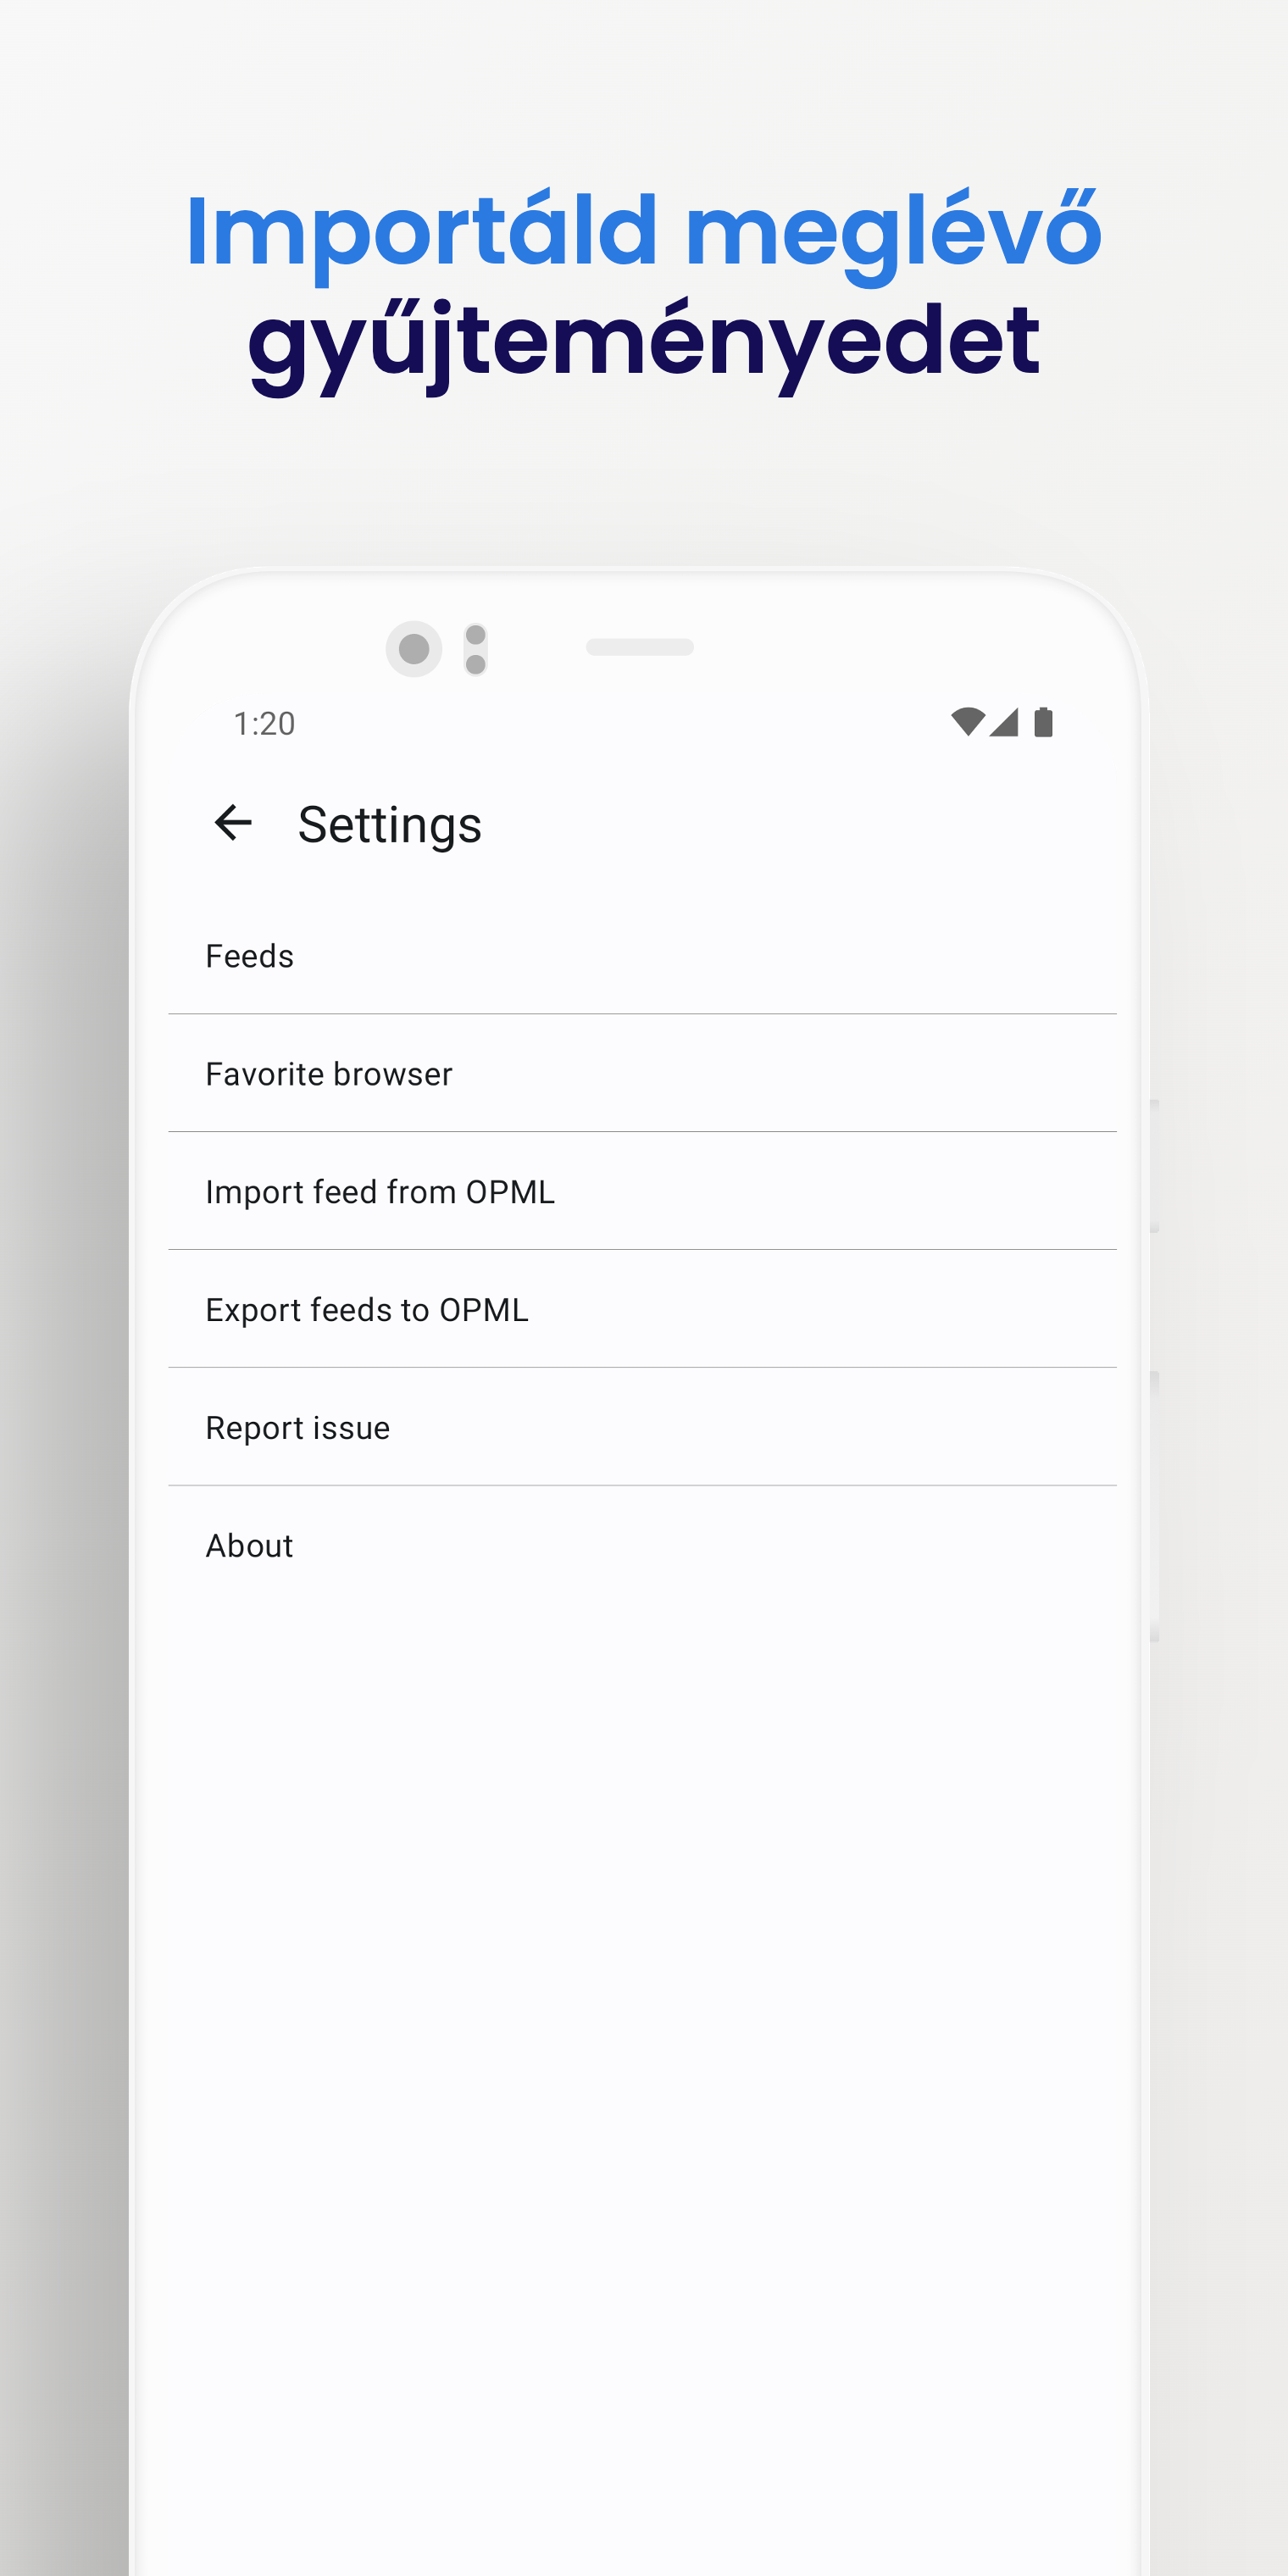 Importáld meglévő
gyűjteményedet
1:20
Settings
Feeds
Favorite browser
Import feed from OPML
Export feeds to OPML
Report issue
About